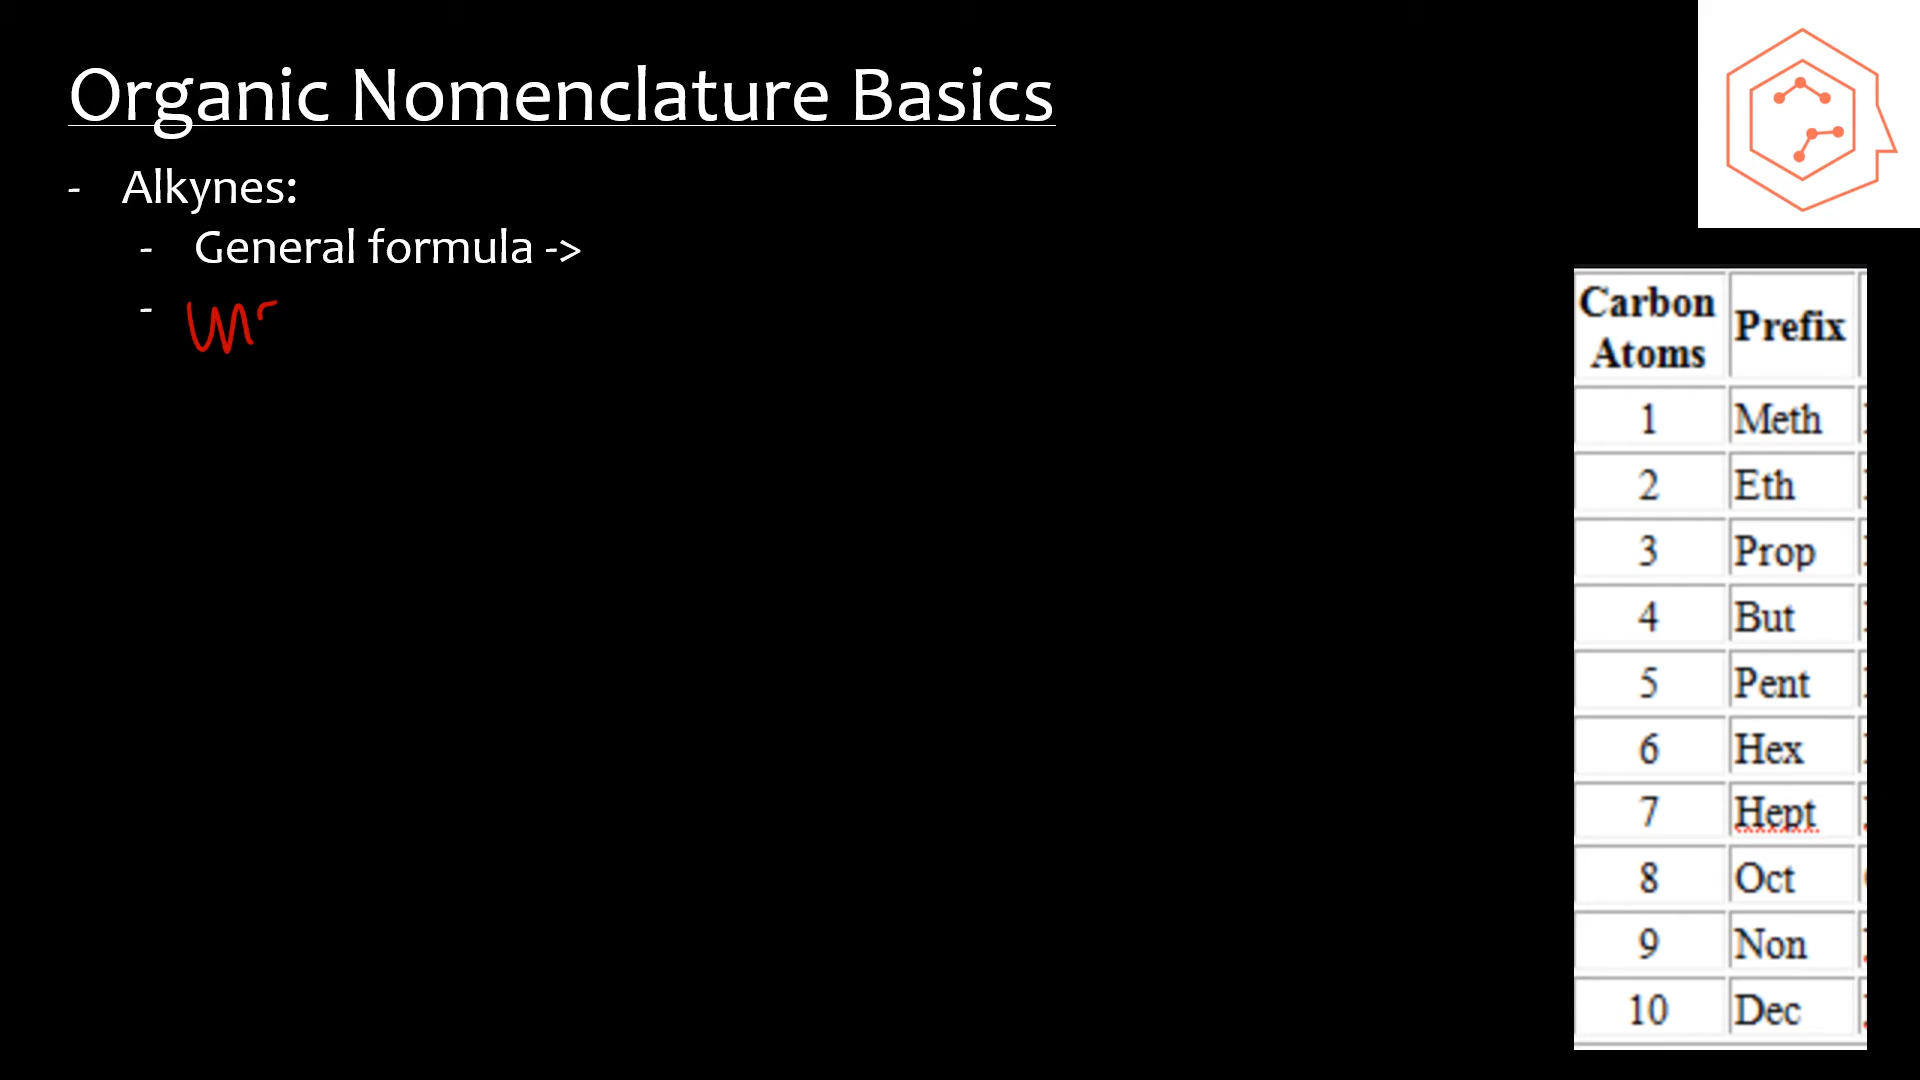 Organic Nomenclature Basics
- Alkynes:
- General formula ->
-
Carbon Atoms Prefix
1 Meth
2 Eth
3 Prop
4 But
5 Pent
6 Hex
7 Hept
8 Oct
9 Non
10 Dec